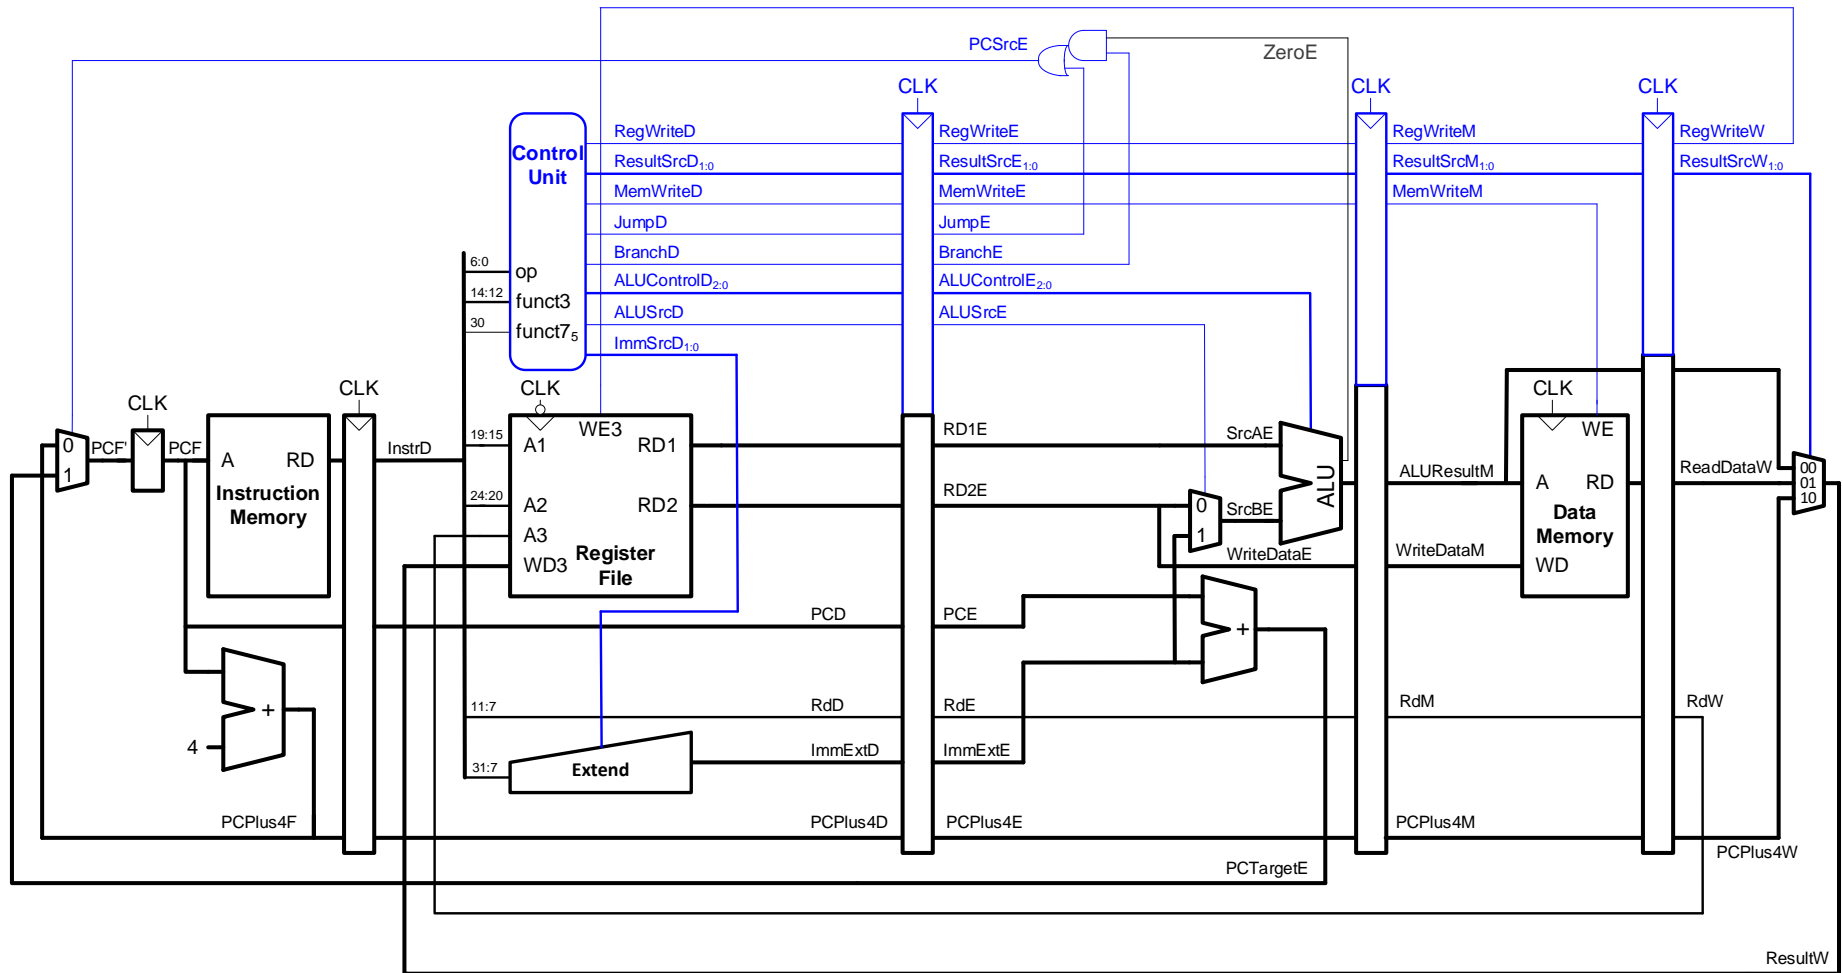 PCSrcE
ZeroE
CLK
CLK
CLK
Control
Unit
RegWriteD
RegWriteE
RegWriteM
RegWriteW
ResultSrcD1:0
ResultSrcE1:0
ResultSrcM1:0
ResultSrcW1:0
MemWriteD
MemWriteE
MemWriteM
JumpD
JumpE
BranchD
BranchE
6:0
op
ALUControlD2:0
ALUControlE2:0
14:12
funct3
ALUSrcD
ALUSrcE
30
funct75
ImmSrcD1:0
CLK
CLK
CLK
CLK
0
1
PCF'
PCF
A
RD
Instruction
Memory
InstrD
19:15
A1
WE3
RD1
RD1E
SrcAE
24:20
A2
RD2
RD2E
0
1
SrcBE
ALU
ALUResultM
A
RD
WE
Data
Memory
WD
ReadDataW
00
01
10
A3
WD3
Register
File
WriteDataE
WriteDataM
PCD
PCE
+
4
+
11:7
RdD
RdE
RdM
RdW
31:7
Extend
ImmExtD
ImmExtE
PCPlus4F
PCPlus4D
PCPlus4E
PCPlus4M
PCPlus4W
PCTargetE
ResultW